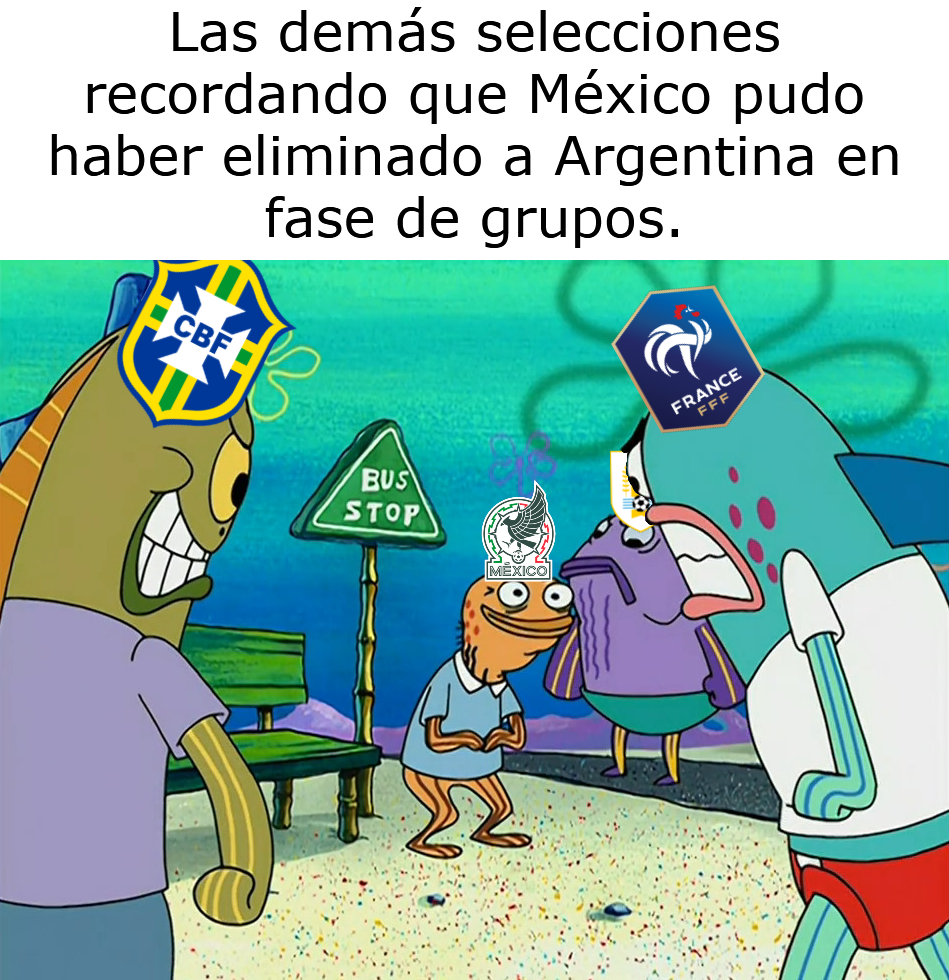 Las demás selecciones
recordando que México pudo
haber eliminado a Argentina en
fase de grupos.
CBF
FRANCE
FFF
BUS
STOP
MÉXICO